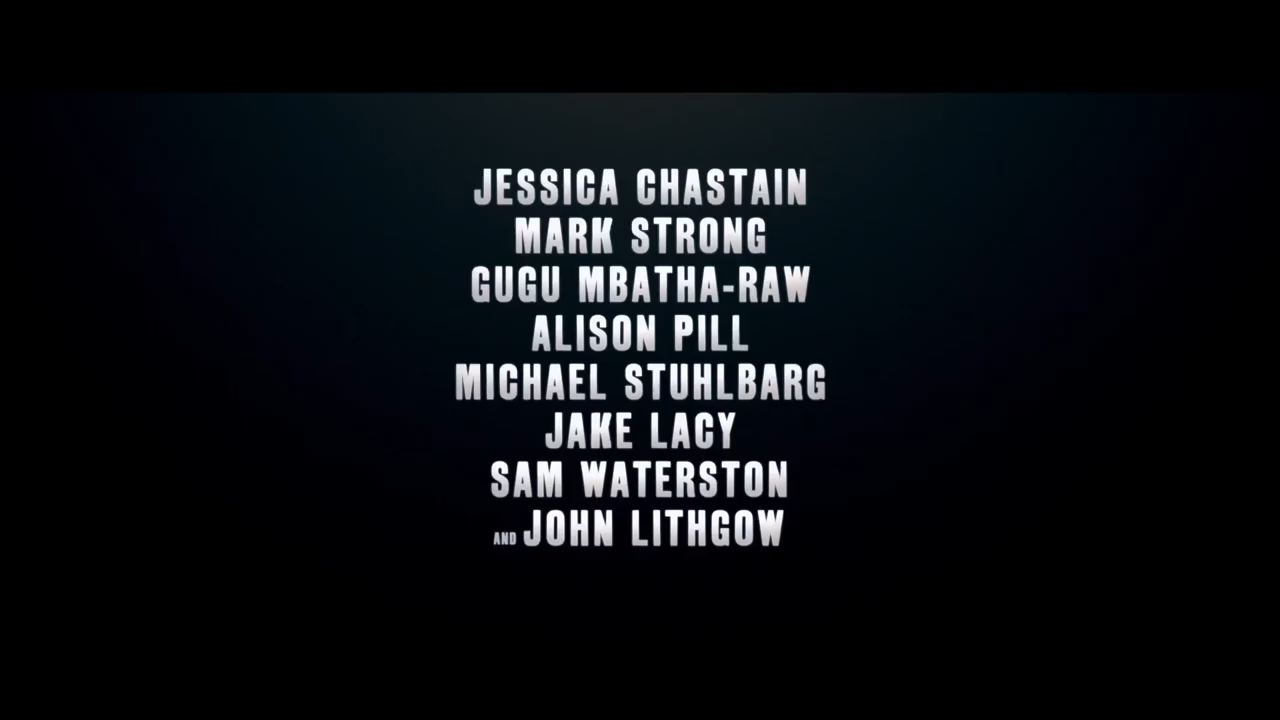 JESSICA CHASTAIN
MARK STRONG
GUGU MBATHA-RAW
ALISON PILL
MICHAEL STUHLBARG
JAKE LACY
SAM WATERSTON
AND JOHN LITHGOW